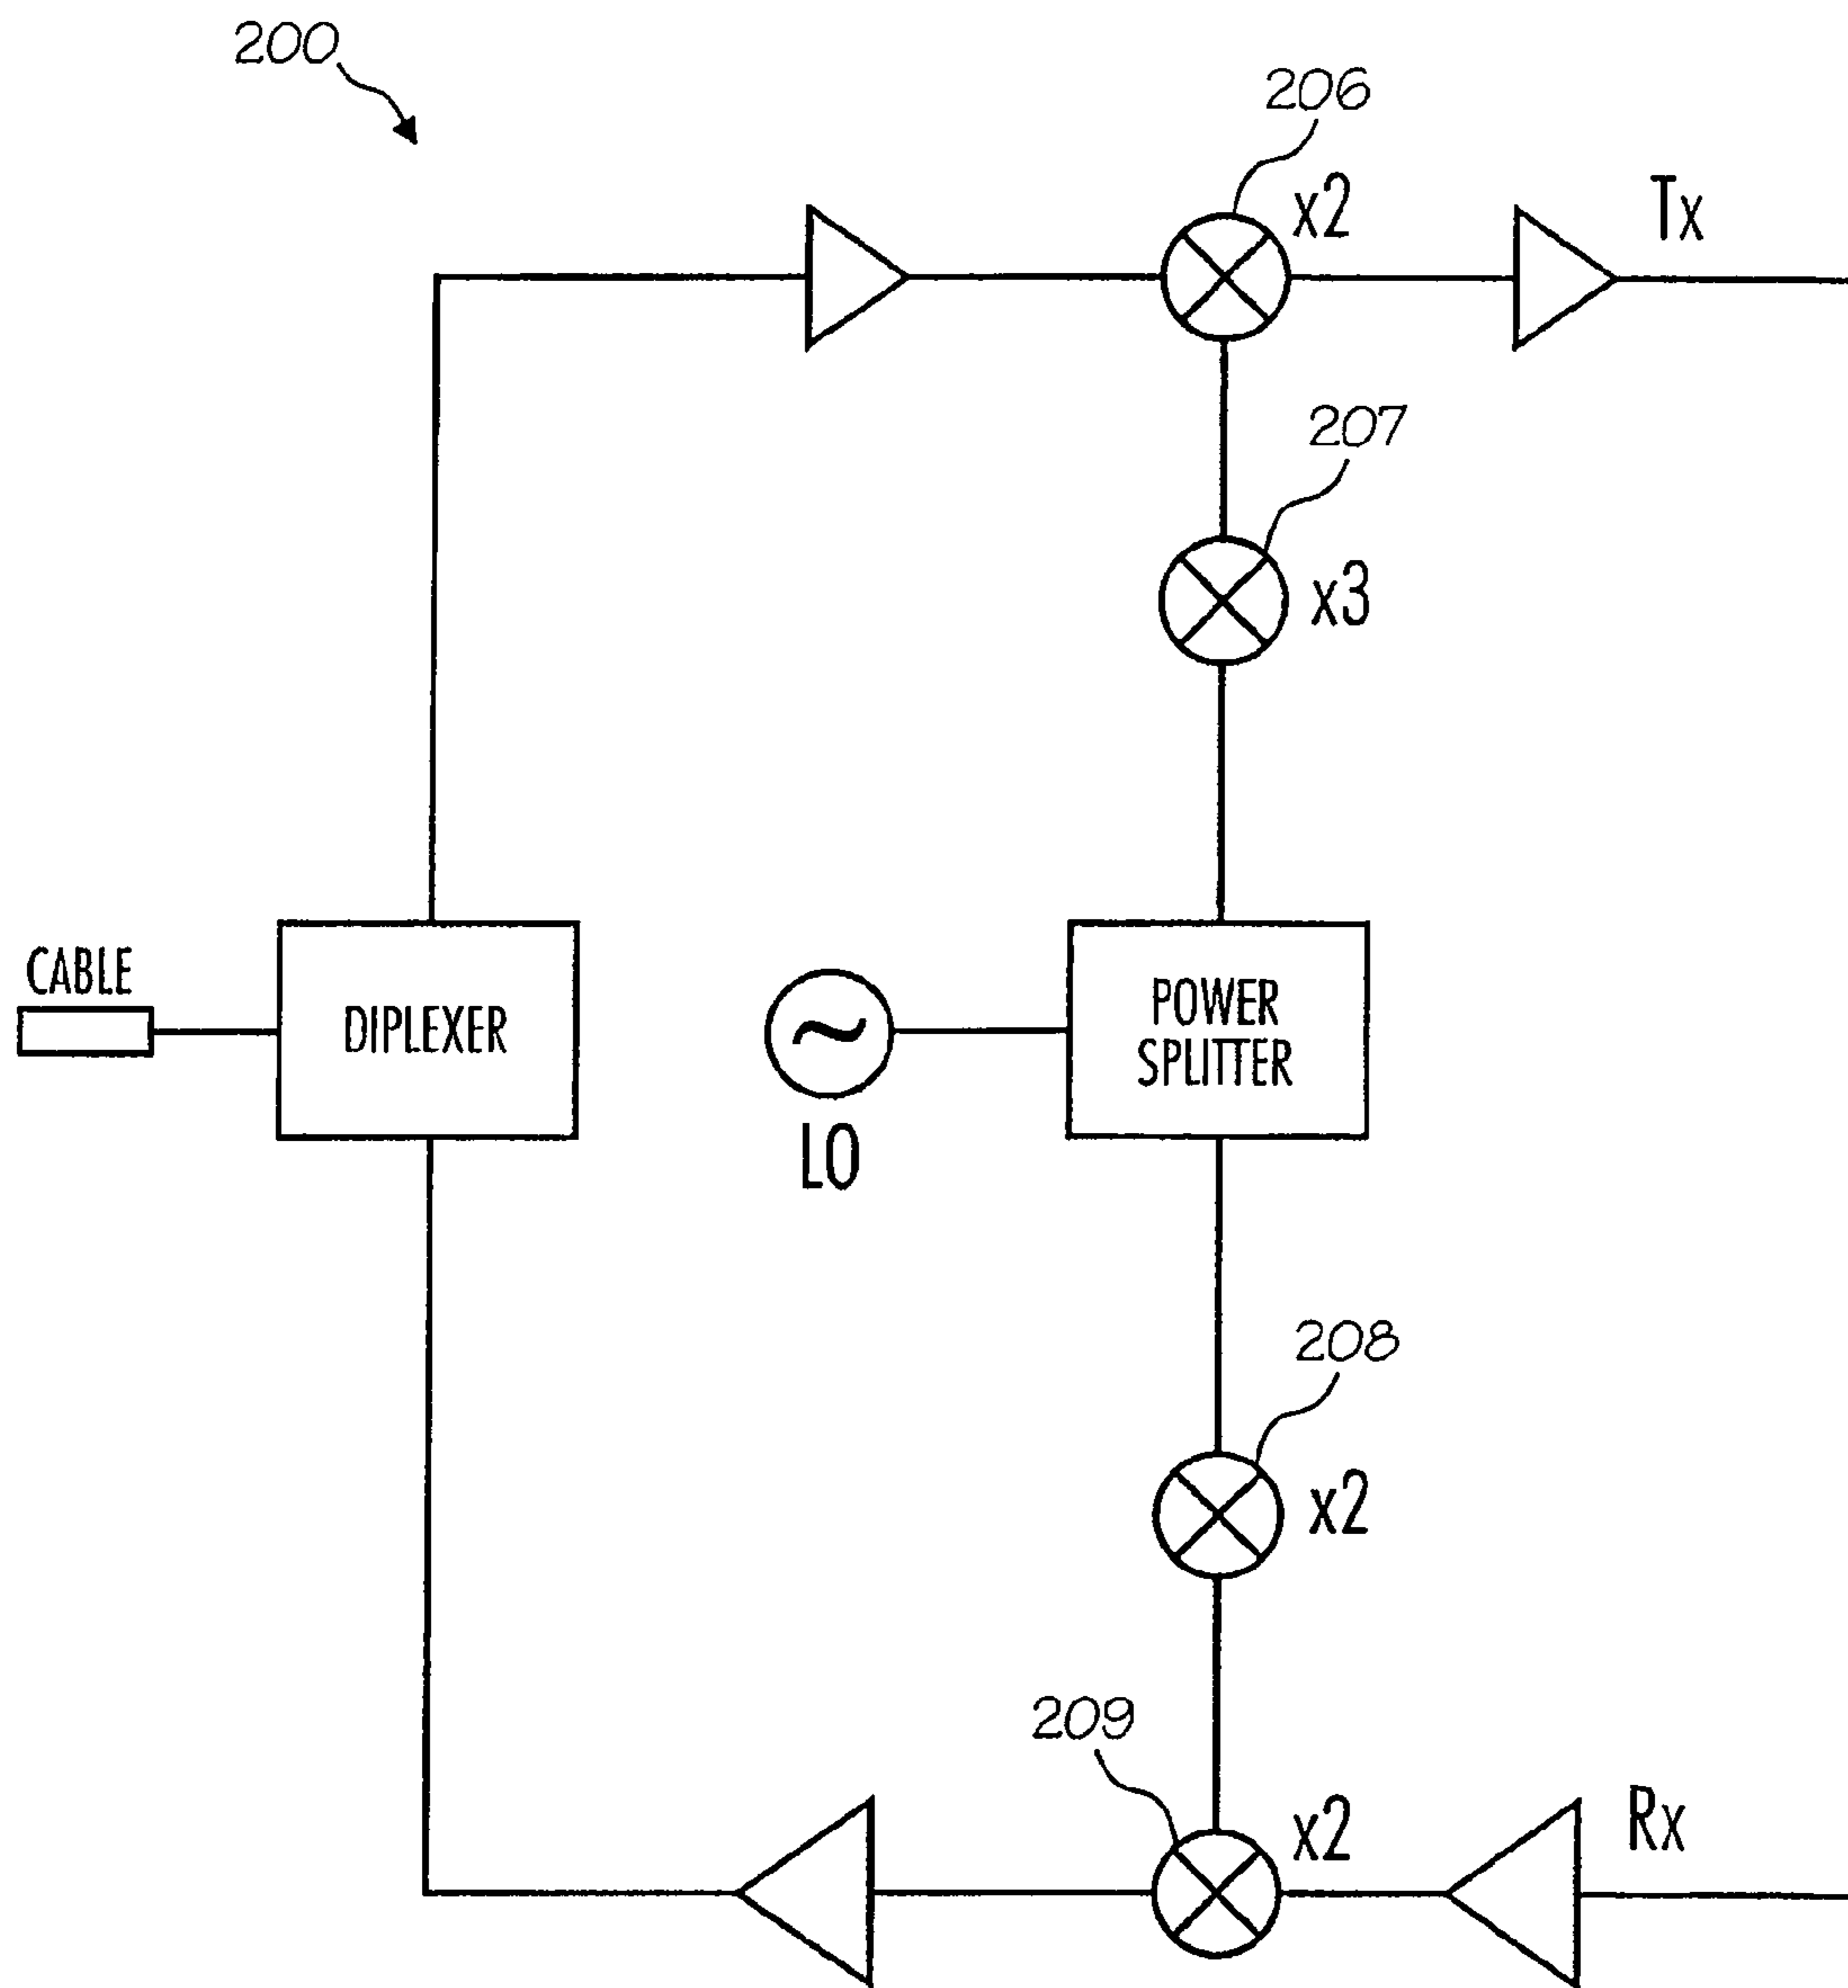 200
206
x2
Tx
207
x3
CABLE
DIPLEXER
POWER
SPLITTER
LO
208
x2
209
x2
Rx